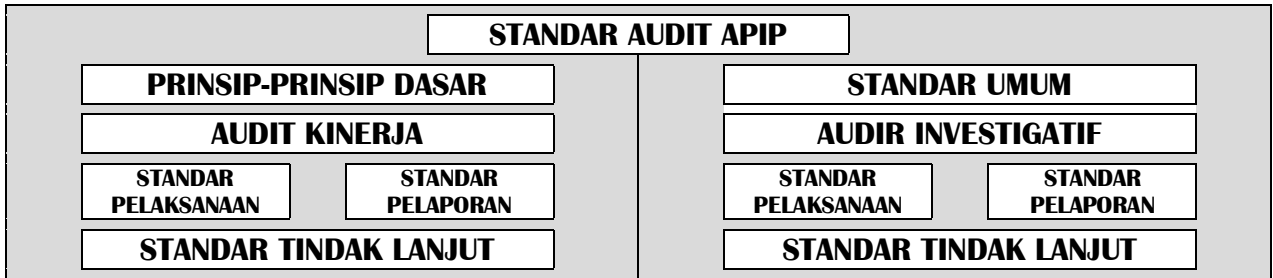 STANDAR AUDIT APIP
PRINSIP-PRINSIP DASAR
STANDAR UMUM
AUDIT KINERJA
AUDIR INVESTIGATIF
STANDAR
PELAKSANAAN
STANDAR
PELAPORAN
STANDAR
PELAKSANAAN
STANDAR
PELAPORAN
STANDAR TINDAK LANJUT
STANDAR TINDAK LANJUT